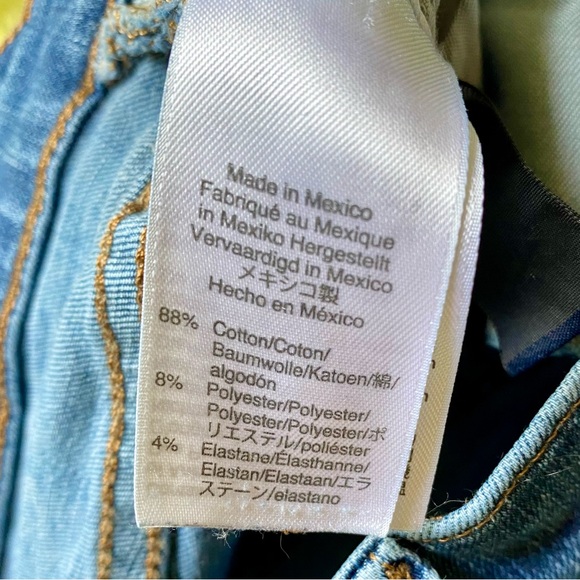 Made in Mexico
Fabriqué au Mexique
in Mexiko Hergestellt
Vervaardigd in Mexico
メキシコ製
Hecho en México
88% Cotton/Coton/
Baumwolle/Katoen/綿/
algodón
8% Polyester/Polyester/
Polyester/Polyester/ポ
リエステル/poliéster
4% Elastane/Élasthanne/
Elastan/Elastaan/エラ
ステーン/elastano